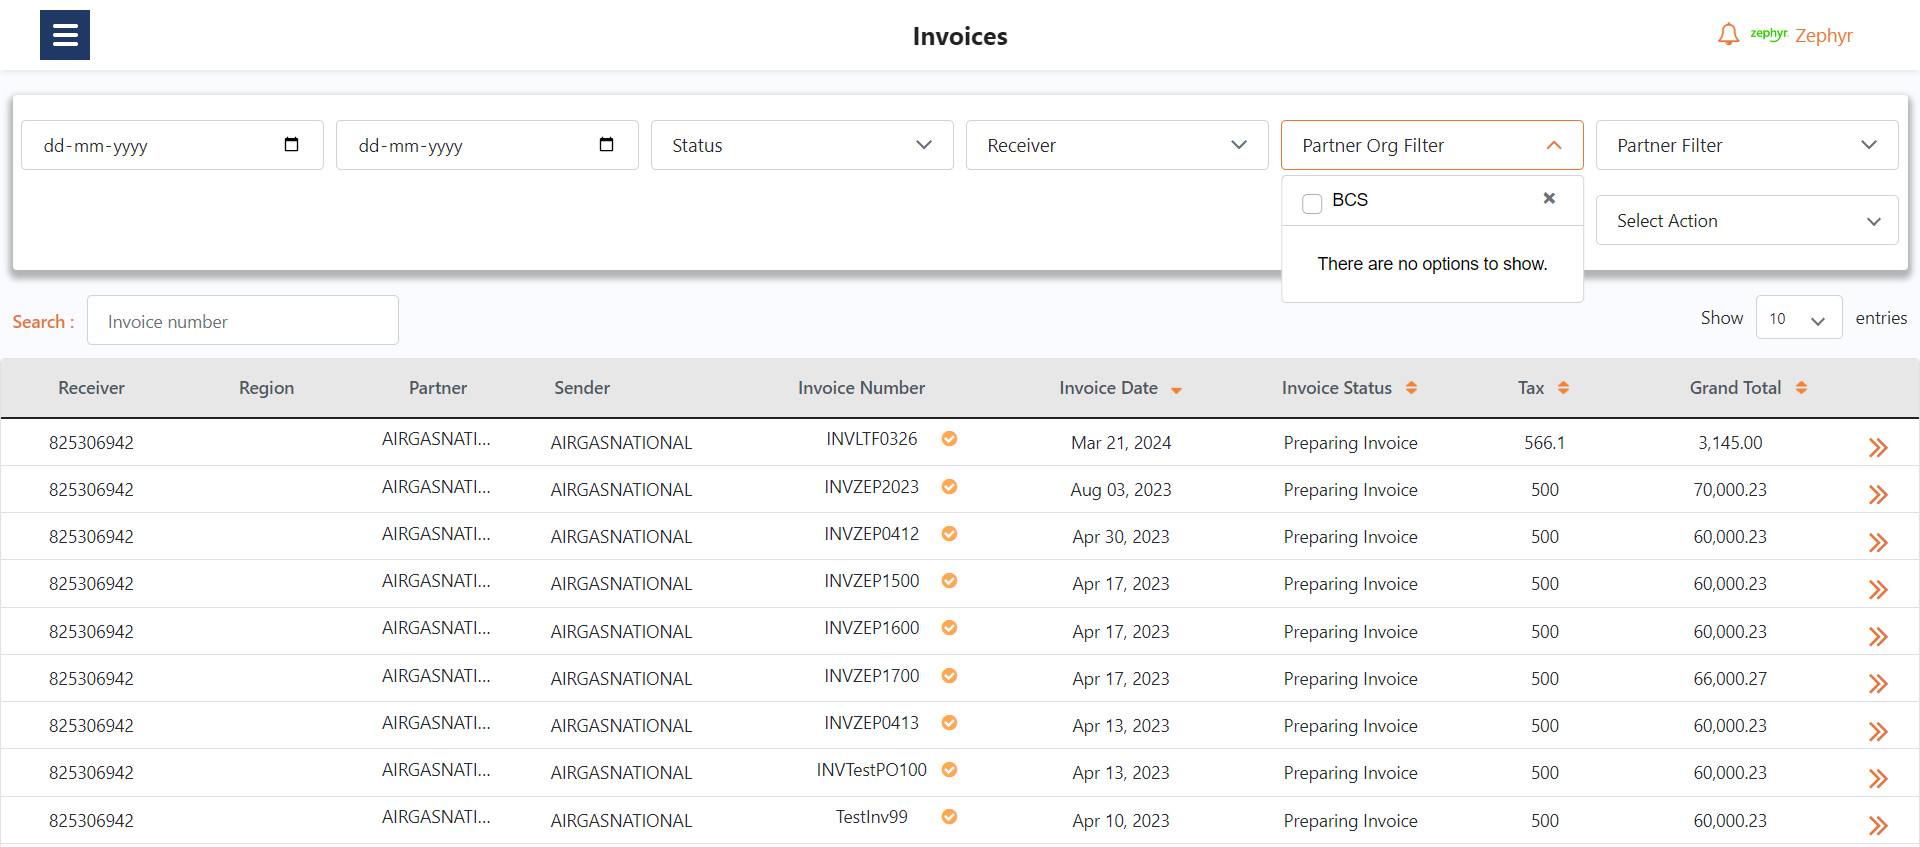 Invoices
zephyr Zephyr
dd-mm-yyyy dd-mm-yyyy Status Receiver Partner Org Filter Partner Filter
BCS
Select Action
There are no options to show.
Search : Invoice number Show 10 entries
Receiver Region Partner Sender Invoice Number Invoice Date Invoice Status Tax Grand Total
825306942 AIRGASNATI... AIRGASNATIONAL INVLTF0326 Mar 21, 2024 Preparing Invoice 566.1 3,145.00
825306942 AIRGASNATI... AIRGASNATIONAL INVZEP2023 Aug 03, 2023 Preparing Invoice 500 70,000.23
825306942 AIRGASNATI... AIRGASNATIONAL INVZEP0412 Apr 30, 2023 Preparing Invoice 500 60,000.23
825306942 AIRGASNATI... AIRGASNATIONAL INVZEP1500 Apr 17, 2023 Preparing Invoice 500 60,000.23
825306942 AIRGASNATI... AIRGASNATIONAL INVZEP1600 Apr 17, 2023 Preparing Invoice 500 60,000.23
825306942 AIRGASNATI... AIRGASNATIONAL INVZEP1700 Apr 17, 2023 Preparing Invoice 500 66,000.27
825306942 AIRGASNATI... AIRGASNATIONAL INVZEP0413 Apr 13, 2023 Preparing Invoice 500 60,000.23
825306942 AIRGASNATI... AIRGASNATIONAL INVTestPO100 Apr 13, 2023 Preparing Invoice 500 60,000.23
825306942 AIRGASNATI... AIRGASNATIONAL TestInv99 Apr 10, 2023 Preparing Invoice 500 60,000.23